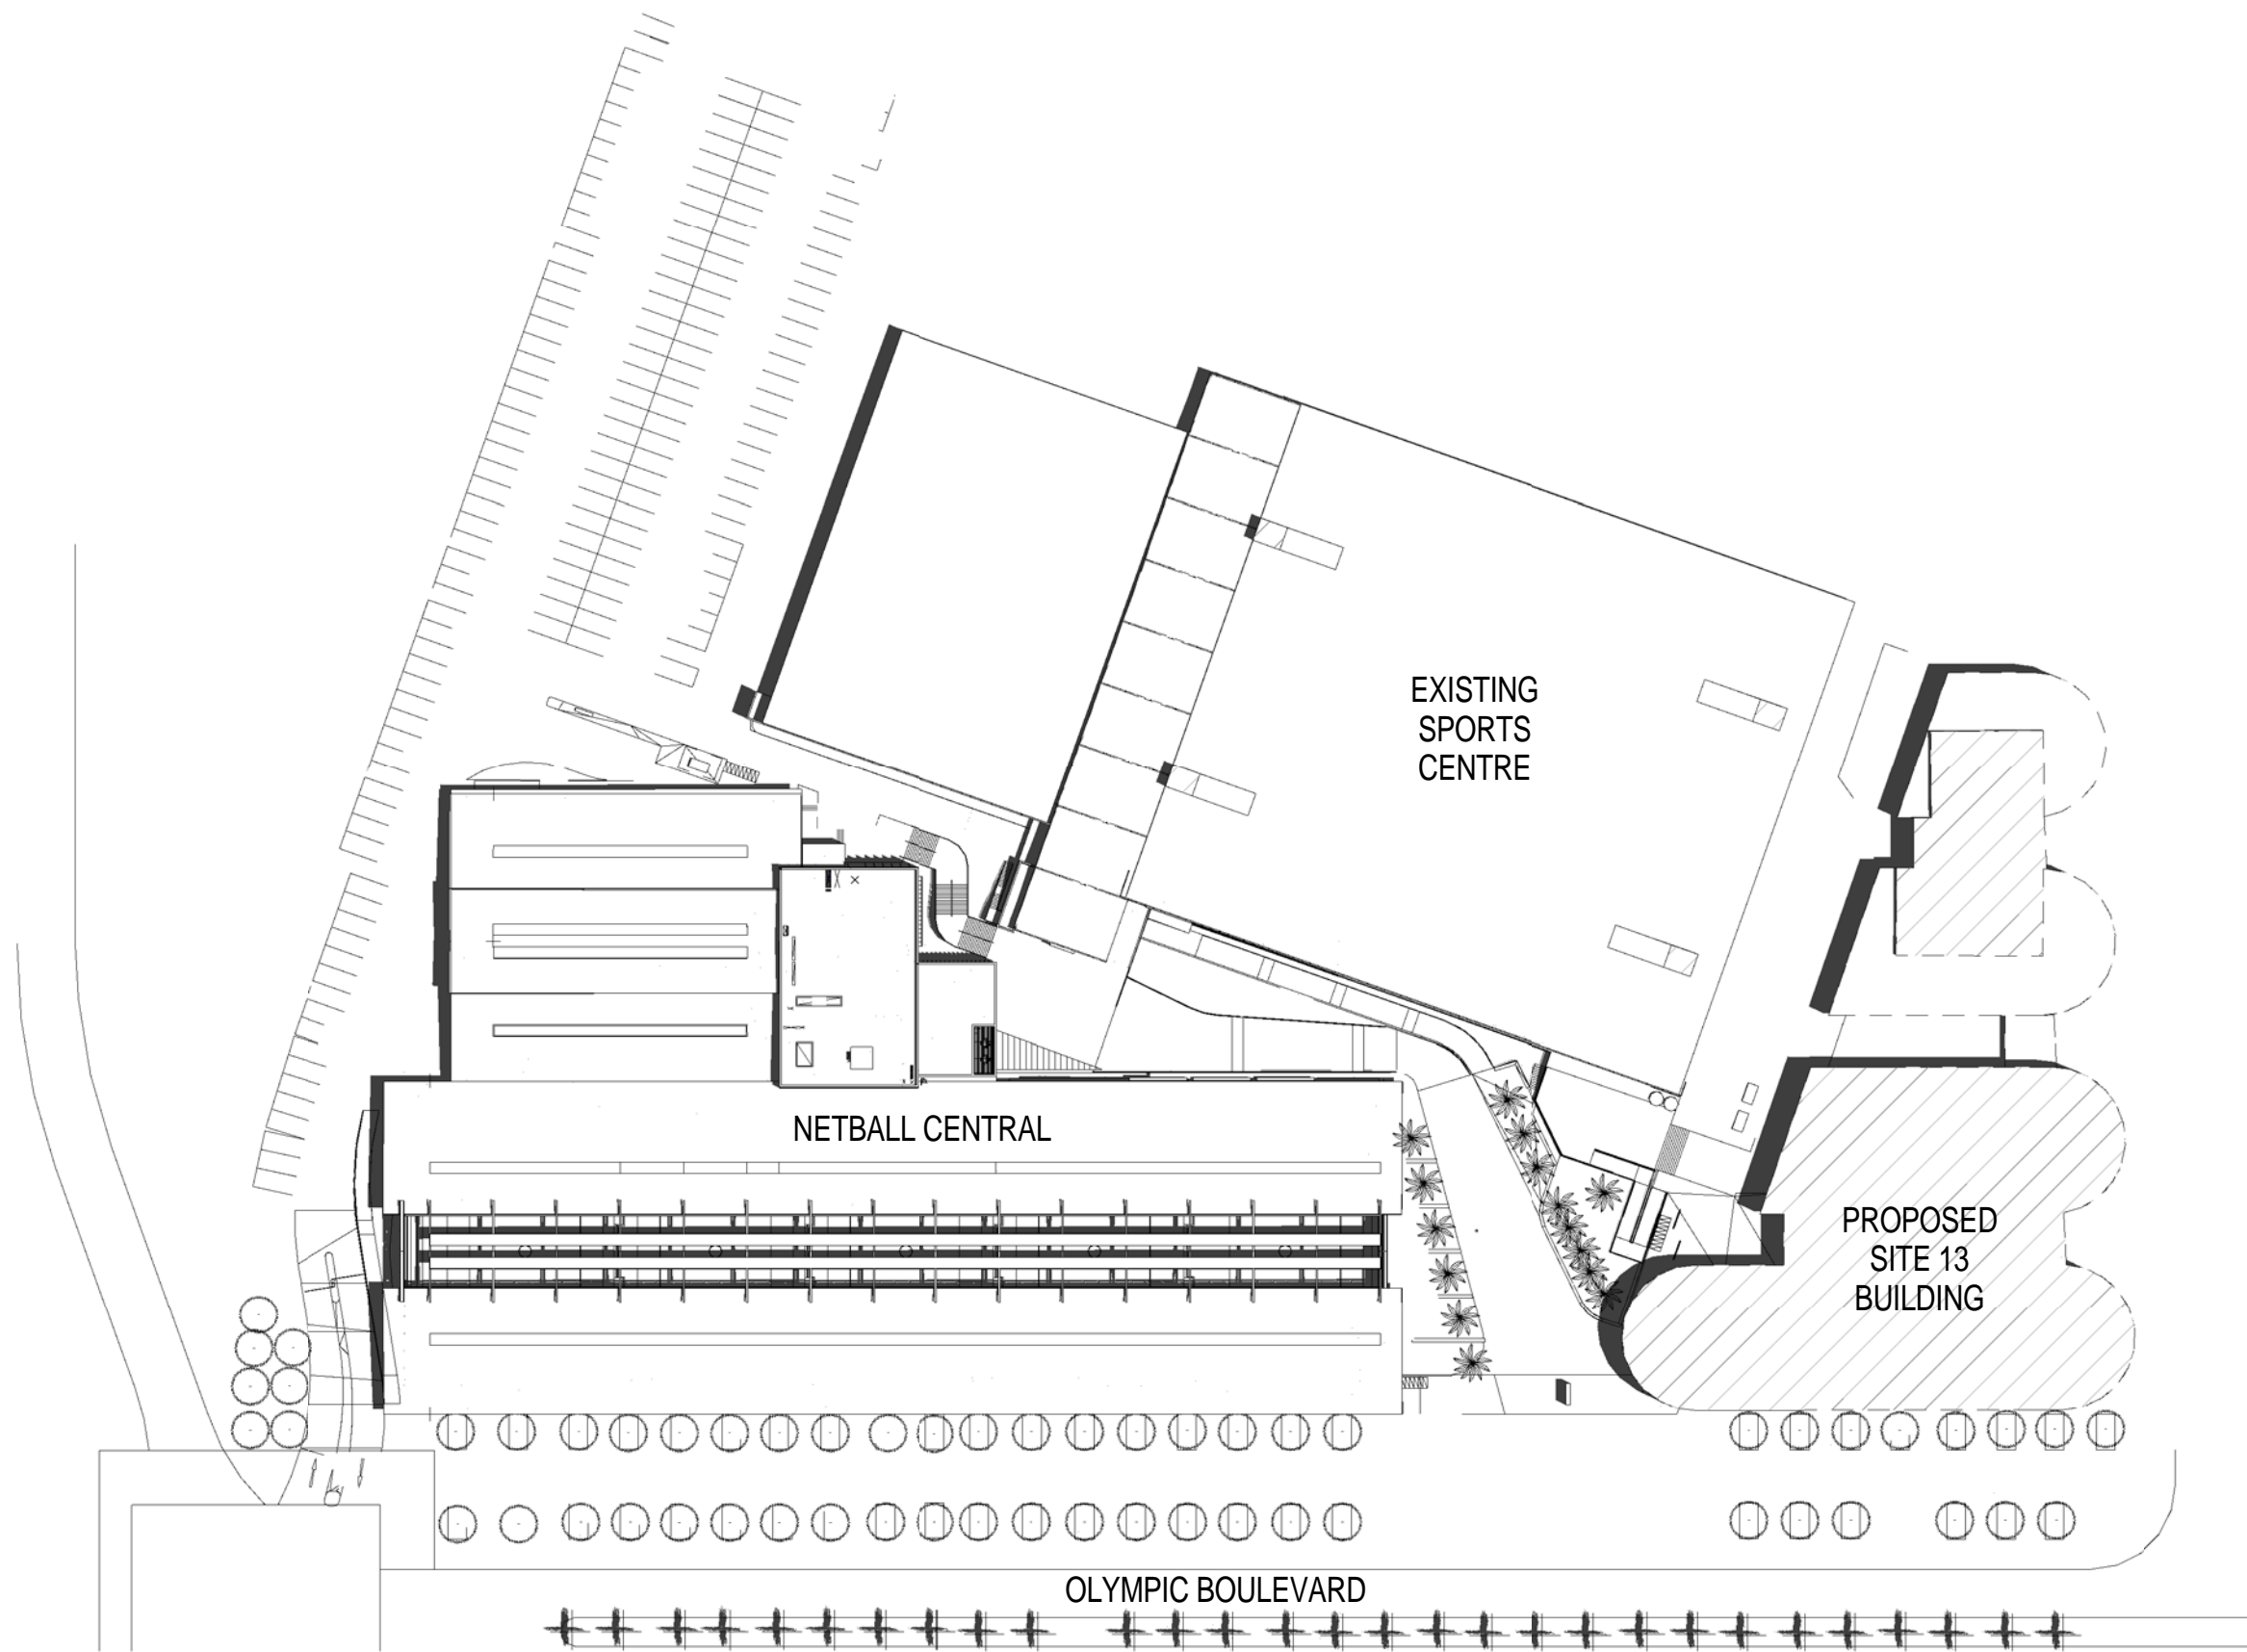 EXISTING
SPORTS
CENTRE
NETBALL CENTRAL
PROPOSED
SITE 13
BUILDING
OLYMPIC BOULEVARD